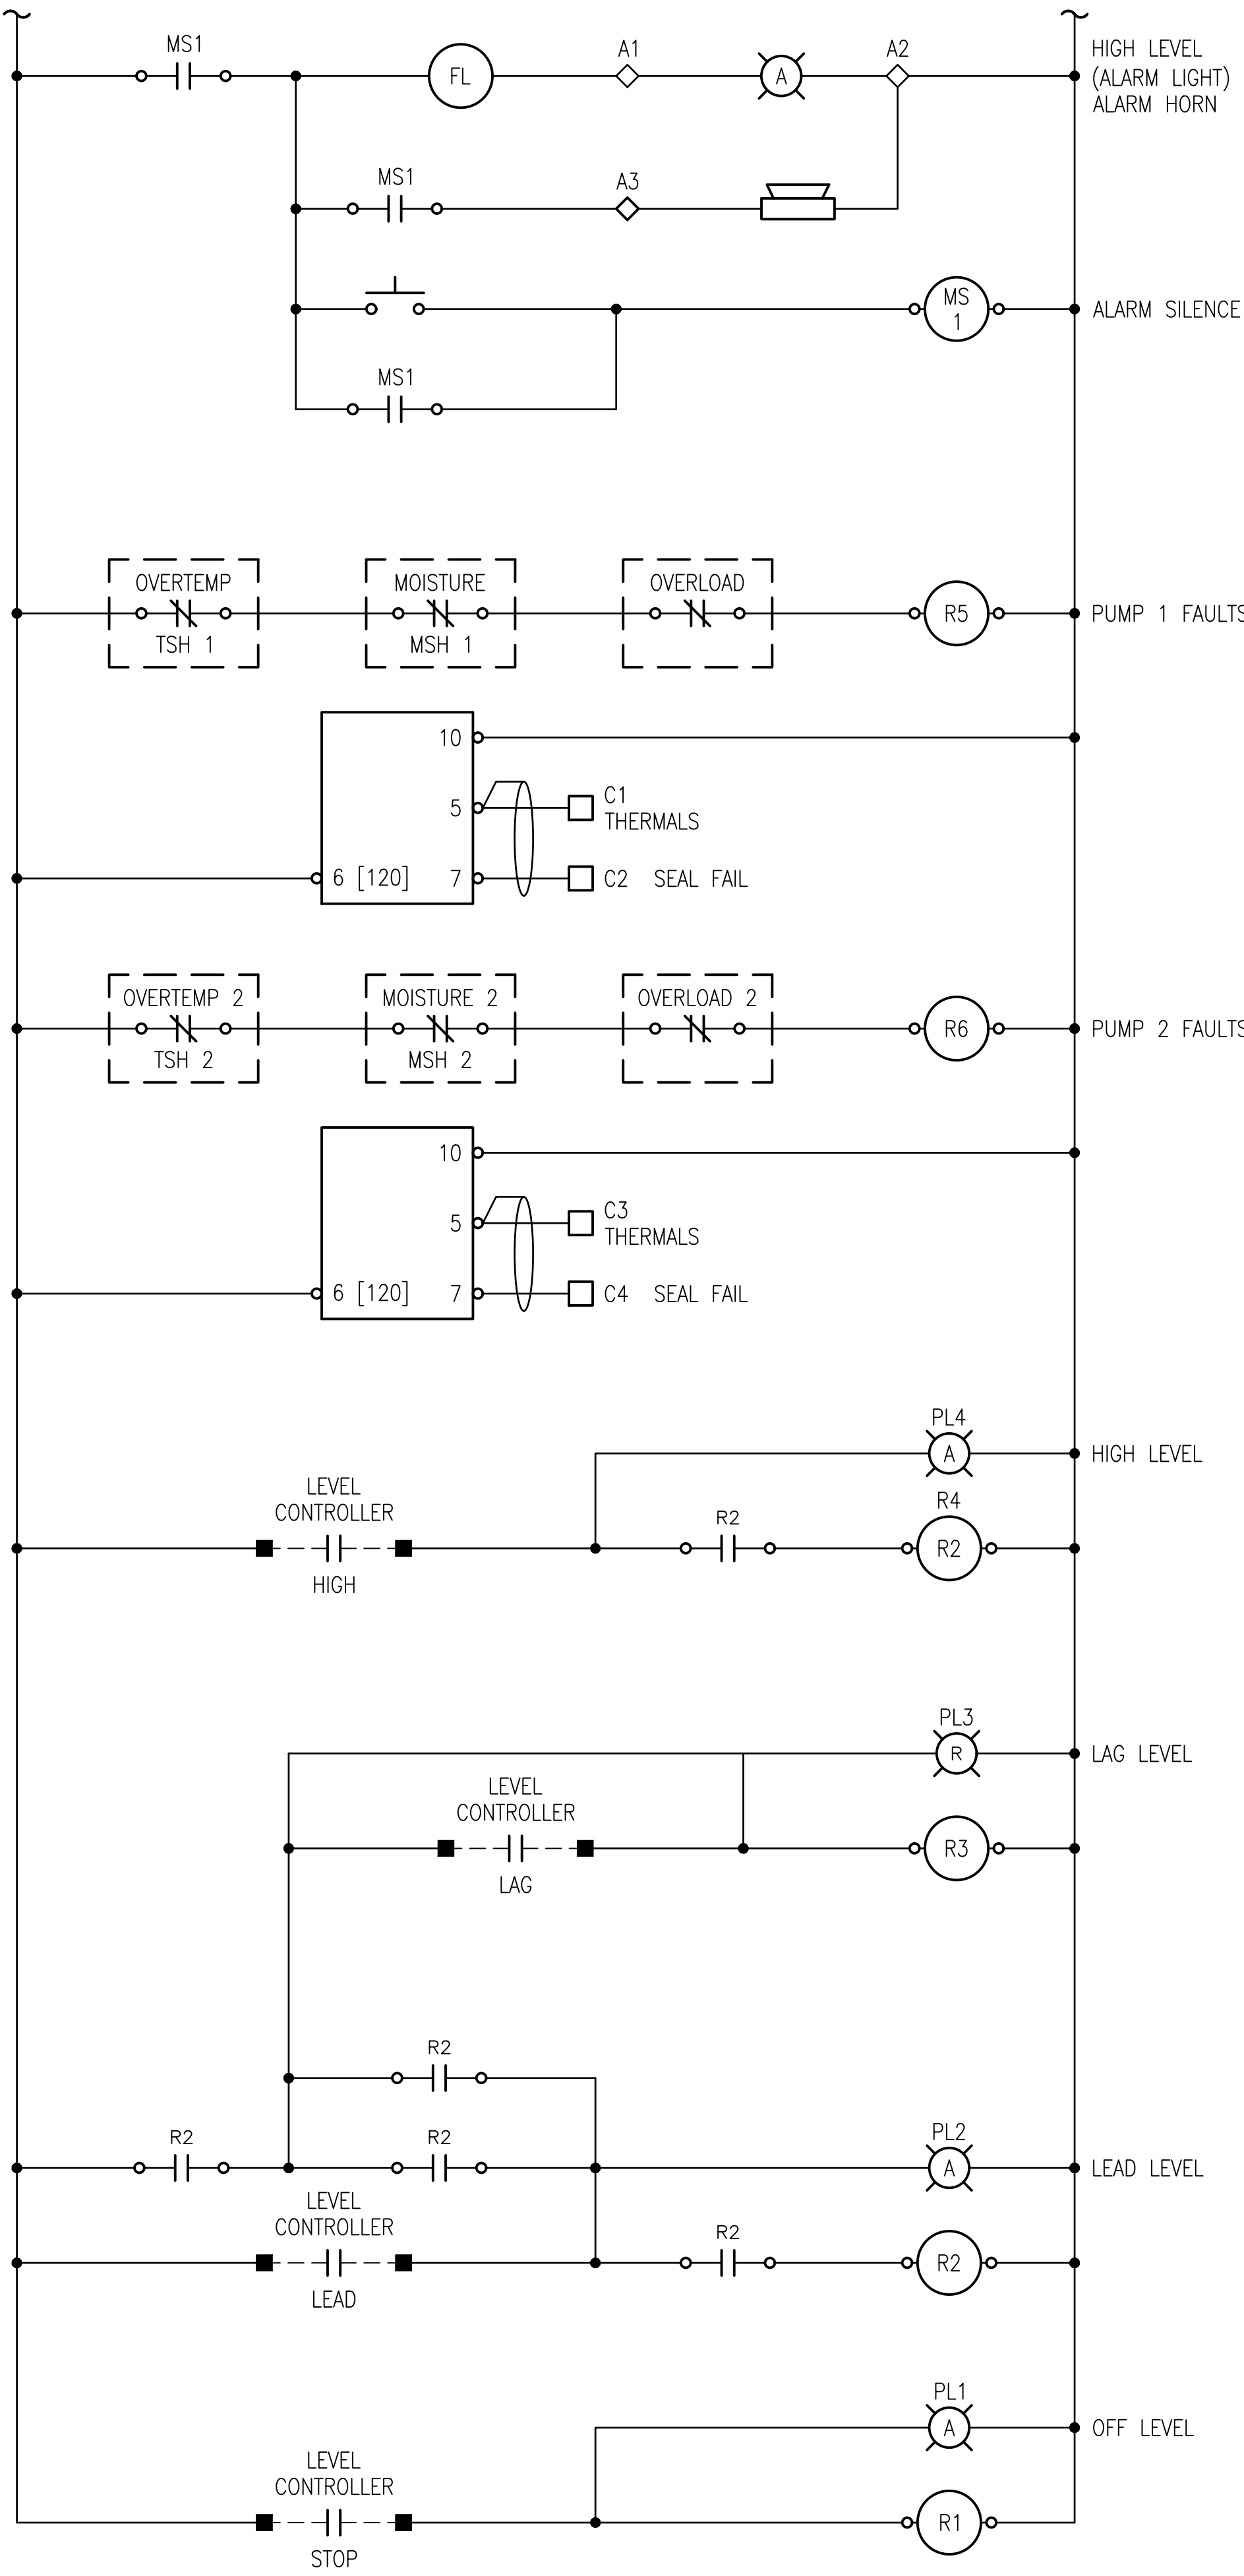 MS1
FL
A1
A
A2
HIGH LEVEL
(ALARM LIGHT)
ALARM HORN
MS1
A3
MS
1
ALARM SILENCE
MS1
OVERTEMP
TSH 1
MOISTURE
MSH 1
OVERLOAD
R5
PUMP 1 FAULTS
10
5
6 [120]
7
C1
THERMALS
C2 SEAL FAIL
OVERTEMP 2
TSH 2
MOISTURE 2
MSH 2
OVERLOAD 2
R6
PUMP 2 FAULTS
10
5
6 [120]
7
C3
THERMALS
C4 SEAL FAIL
PL4
A
HIGH LEVEL
LEVEL
CONTROLLER
HIGH
R2
R4
R2
PL3
R
LAG LEVEL
LEVEL
CONTROLLER
LAG
R3
R2
R2
R2
PL2
A
LEAD LEVEL
LEVEL
CONTROLLER
LEAD
R2
R2
PL1
A
OFF LEVEL
LEVEL
CONTROLLER
STOP
R1